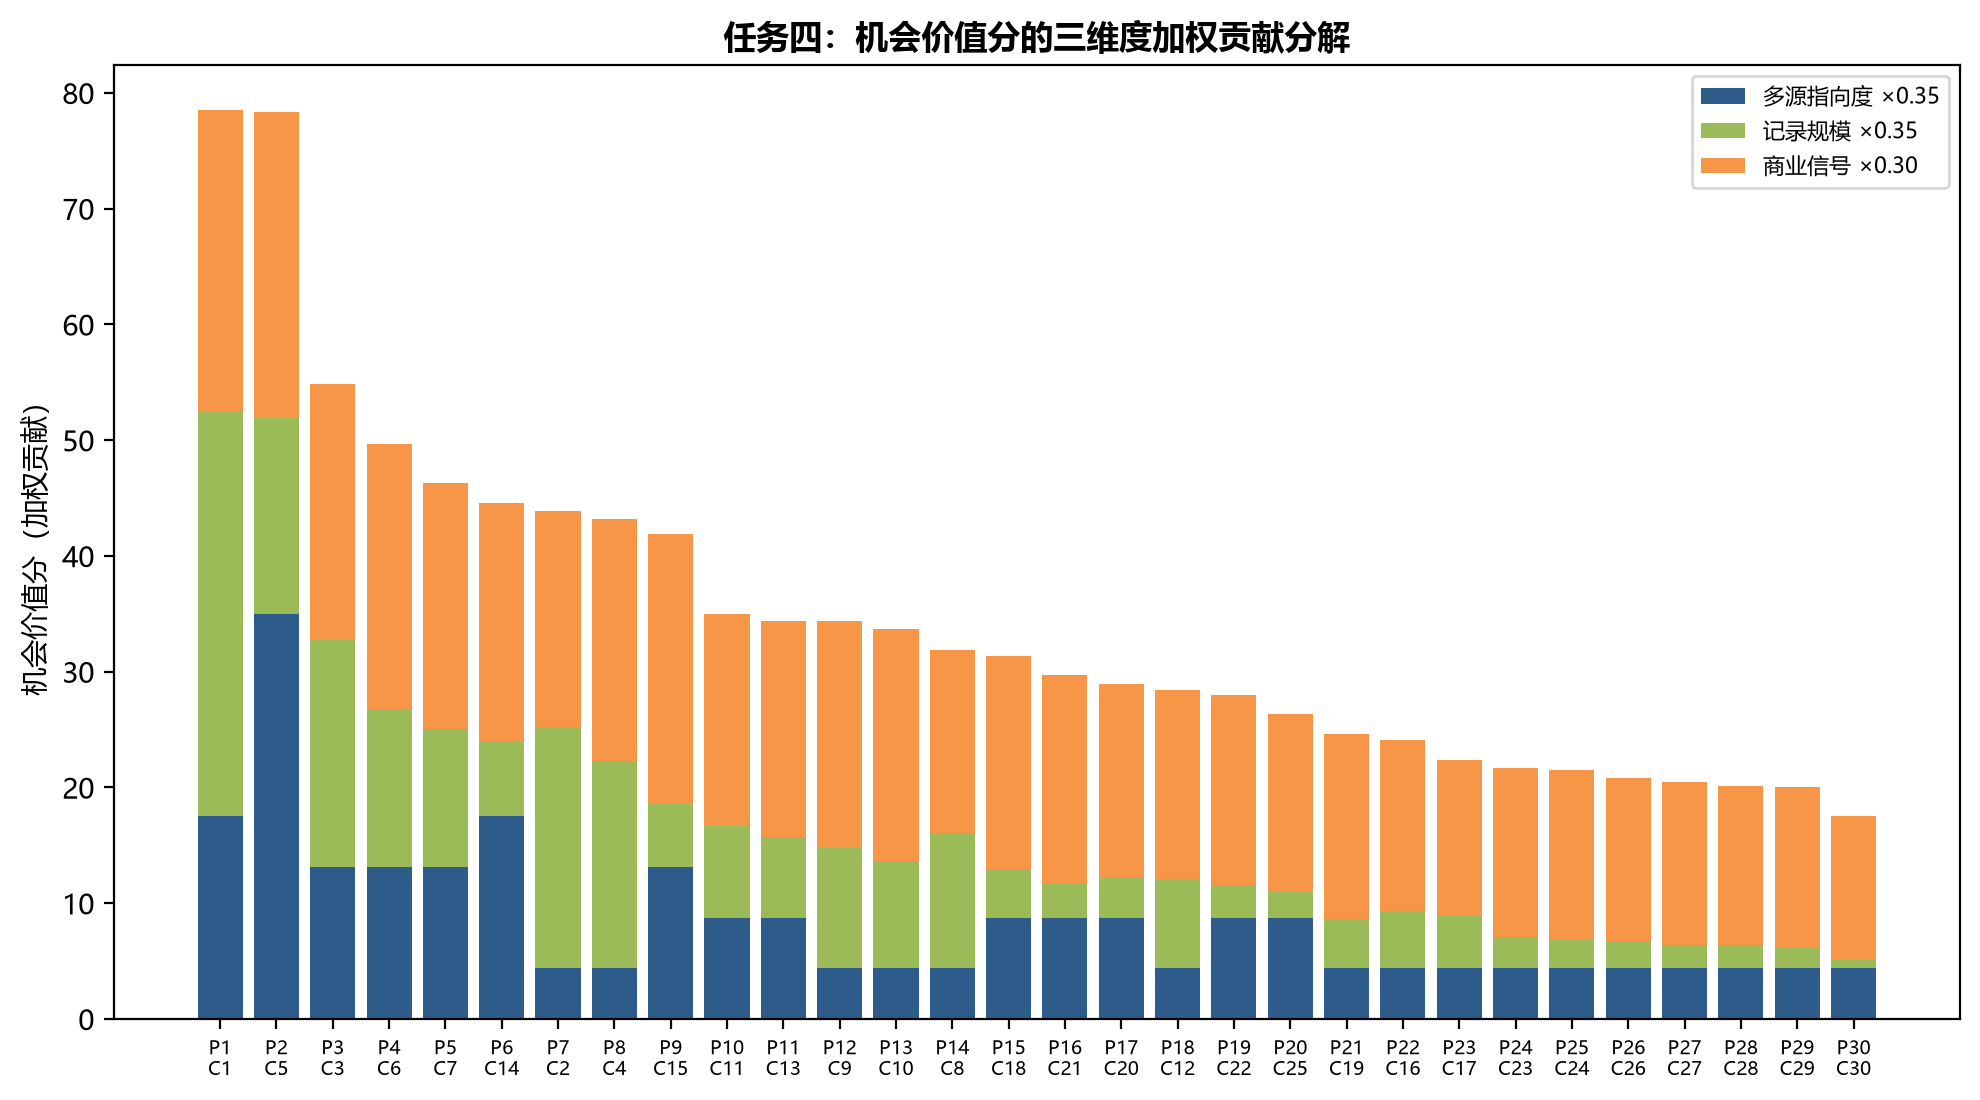 任务四：机会价值分的三维度加权贡献分解
多源指向度 ×0.35
记录规模 ×0.35
商业信号 ×0.30
机会价值分（加权贡献）
80
70
60
50
40
30
20
10
0
P1 P2 P3 P4 P5 P6 P7 P8 P9 P10 P11 P12 P13 P14 P15 P16 P17 P18 P19 P20 P21 P22 P23 P24 P25 P26 P27 P28 P29 P30
C1 C5 C3 C6 C7 C14 C2 C4 C15 C11 C13 C9 C10 C8 C18 C21 C20 C12 C22 C25 C19 C16 C17 C23 C24 C26 C27 C28 C29 C30